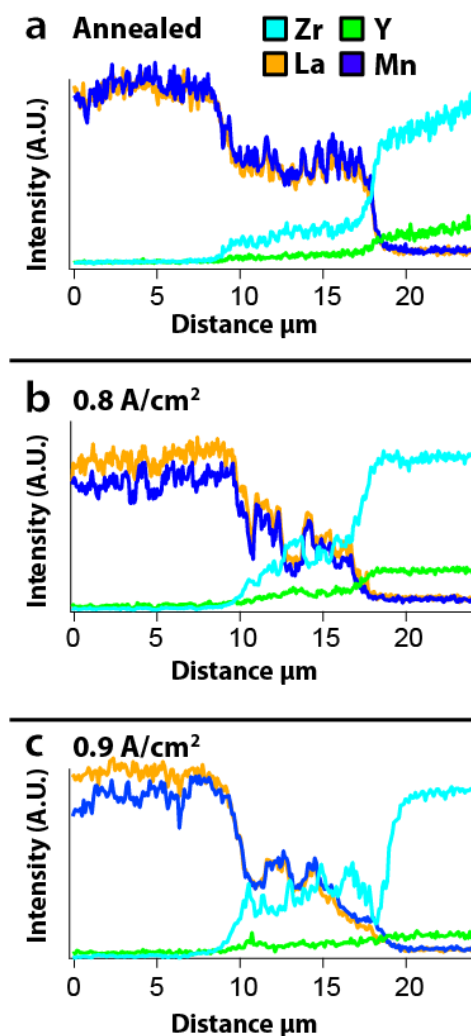 a Annealed
Zr Y
La Mn
Intensity (A.U.)
0 5 10 15 20
Distance μm
b 0.8 A/cm²
Intensity (A.U.)
0 5 10 15 20
Distance μm
c 0.9 A/cm²
Intensity (A.U.)
0 5 10 15 20
Distance μm